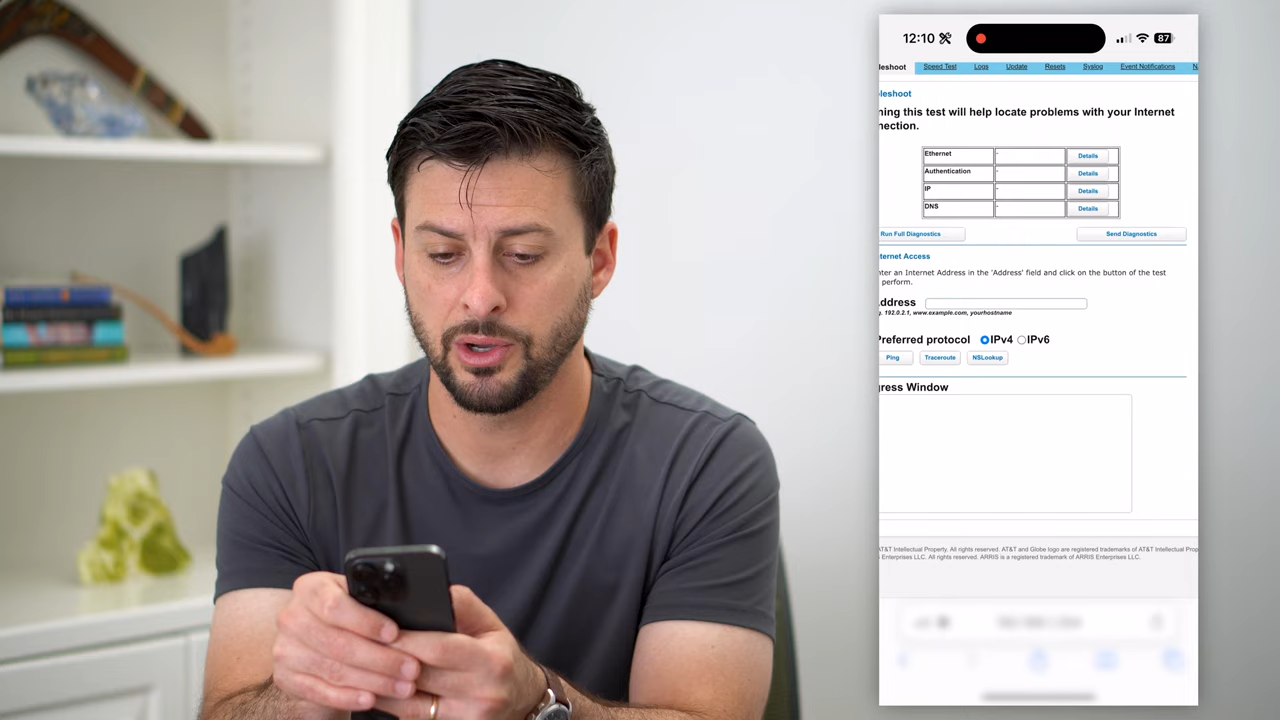 12:10 87
leshoot Speed Test Logs Update Resets Syslog Event Notifications N
leshoot
ning this test will help locate problems with your Internet
nection.
Ethernet - Details
Authentication - Details
IP - Details
DNS - Details
Run Full Diagnostics Send Diagnostics
ternet Access
nter an Internet Address in the 'Address' field and click on the button of the test
perform.
ddress
g. 192.0.2.1, www.example.com, yourhostname
Preferred protocol IPv4 IPv6
Ping Traceroute NSLookup
gress Window
AT&T Intellectual Property. All rights reserved. AT&T and Globe logo are registered trademarks of AT&T Intellectual Prop
Enterprises LLC. All rights reserved. ARRIS is a registered trademark of ARRIS Enterprises LLC.